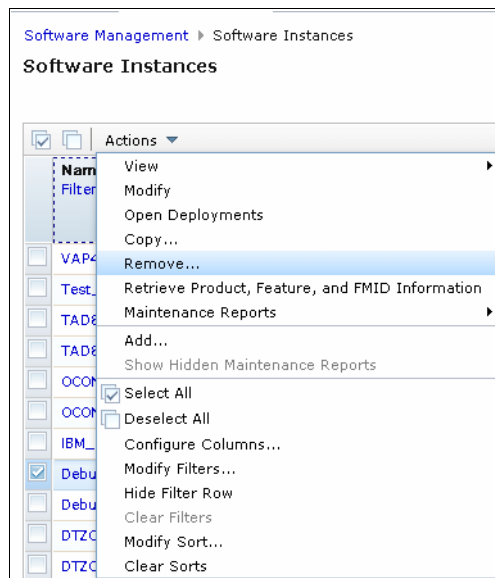 Software Management ▸ Software Instances
Software Instances
Actions
Nam
Filter
VAP4
Test_
TAD8
TAD8
OCON
OCON
IBM_
Debu
Debu
DTZC
DTZC
View
Modify
Open Deployments
Copy...
Remove...
Retrieve Product, Feature, and FMID Information
Maintenance Reports
Add...
Show Hidden Maintenance Reports
Select All
Deselect All
Configure Columns...
Modify Filters...
Hide Filter Row
Clear Filters
Modify Sort...
Clear Sorts